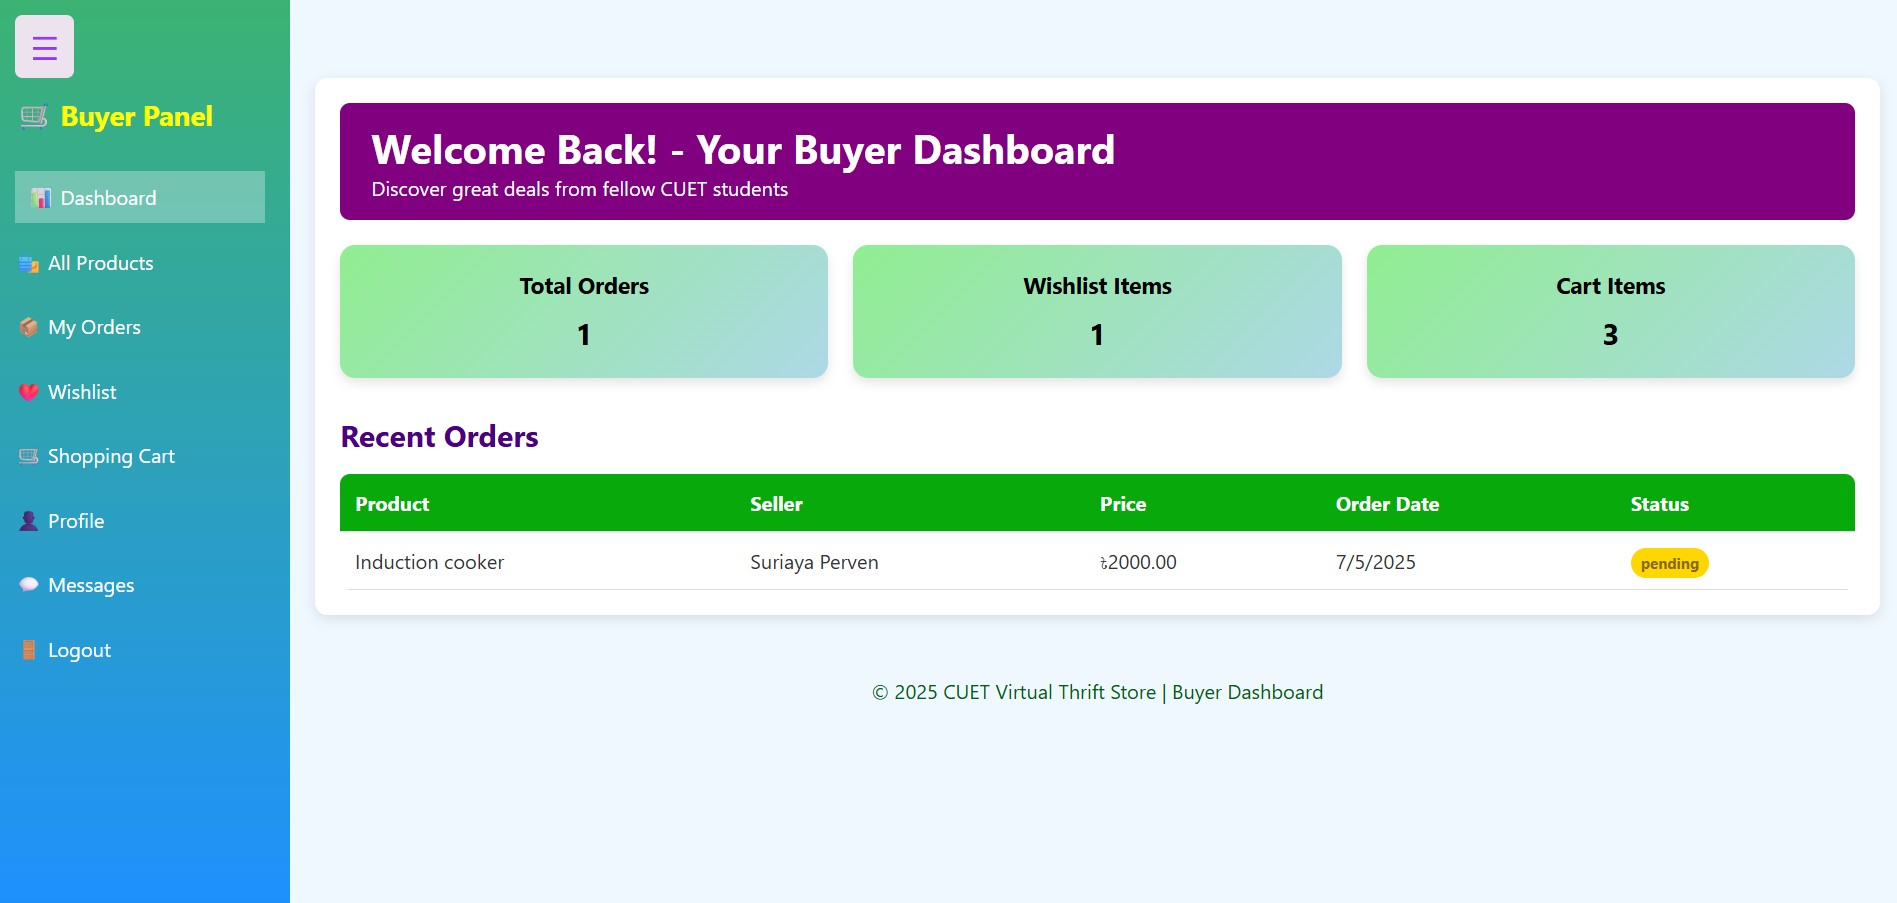 ☰
🛒 Buyer Panel
📊 Dashboard
🛍️ All Products
📦 My Orders
❤️ Wishlist
🛒 Shopping Cart
👤 Profile
💬 Messages
🚪 Logout
Welcome Back! - Your Buyer Dashboard
Discover great deals from fellow CUET students
Total Orders Wishlist Items Cart Items
1 1 3
Recent Orders
Product Seller Price Order Date Status
Induction cooker Suriaya Perven ৳2000.00 7/5/2025 pending
© 2025 CUET Virtual Thrift Store | Buyer Dashboard